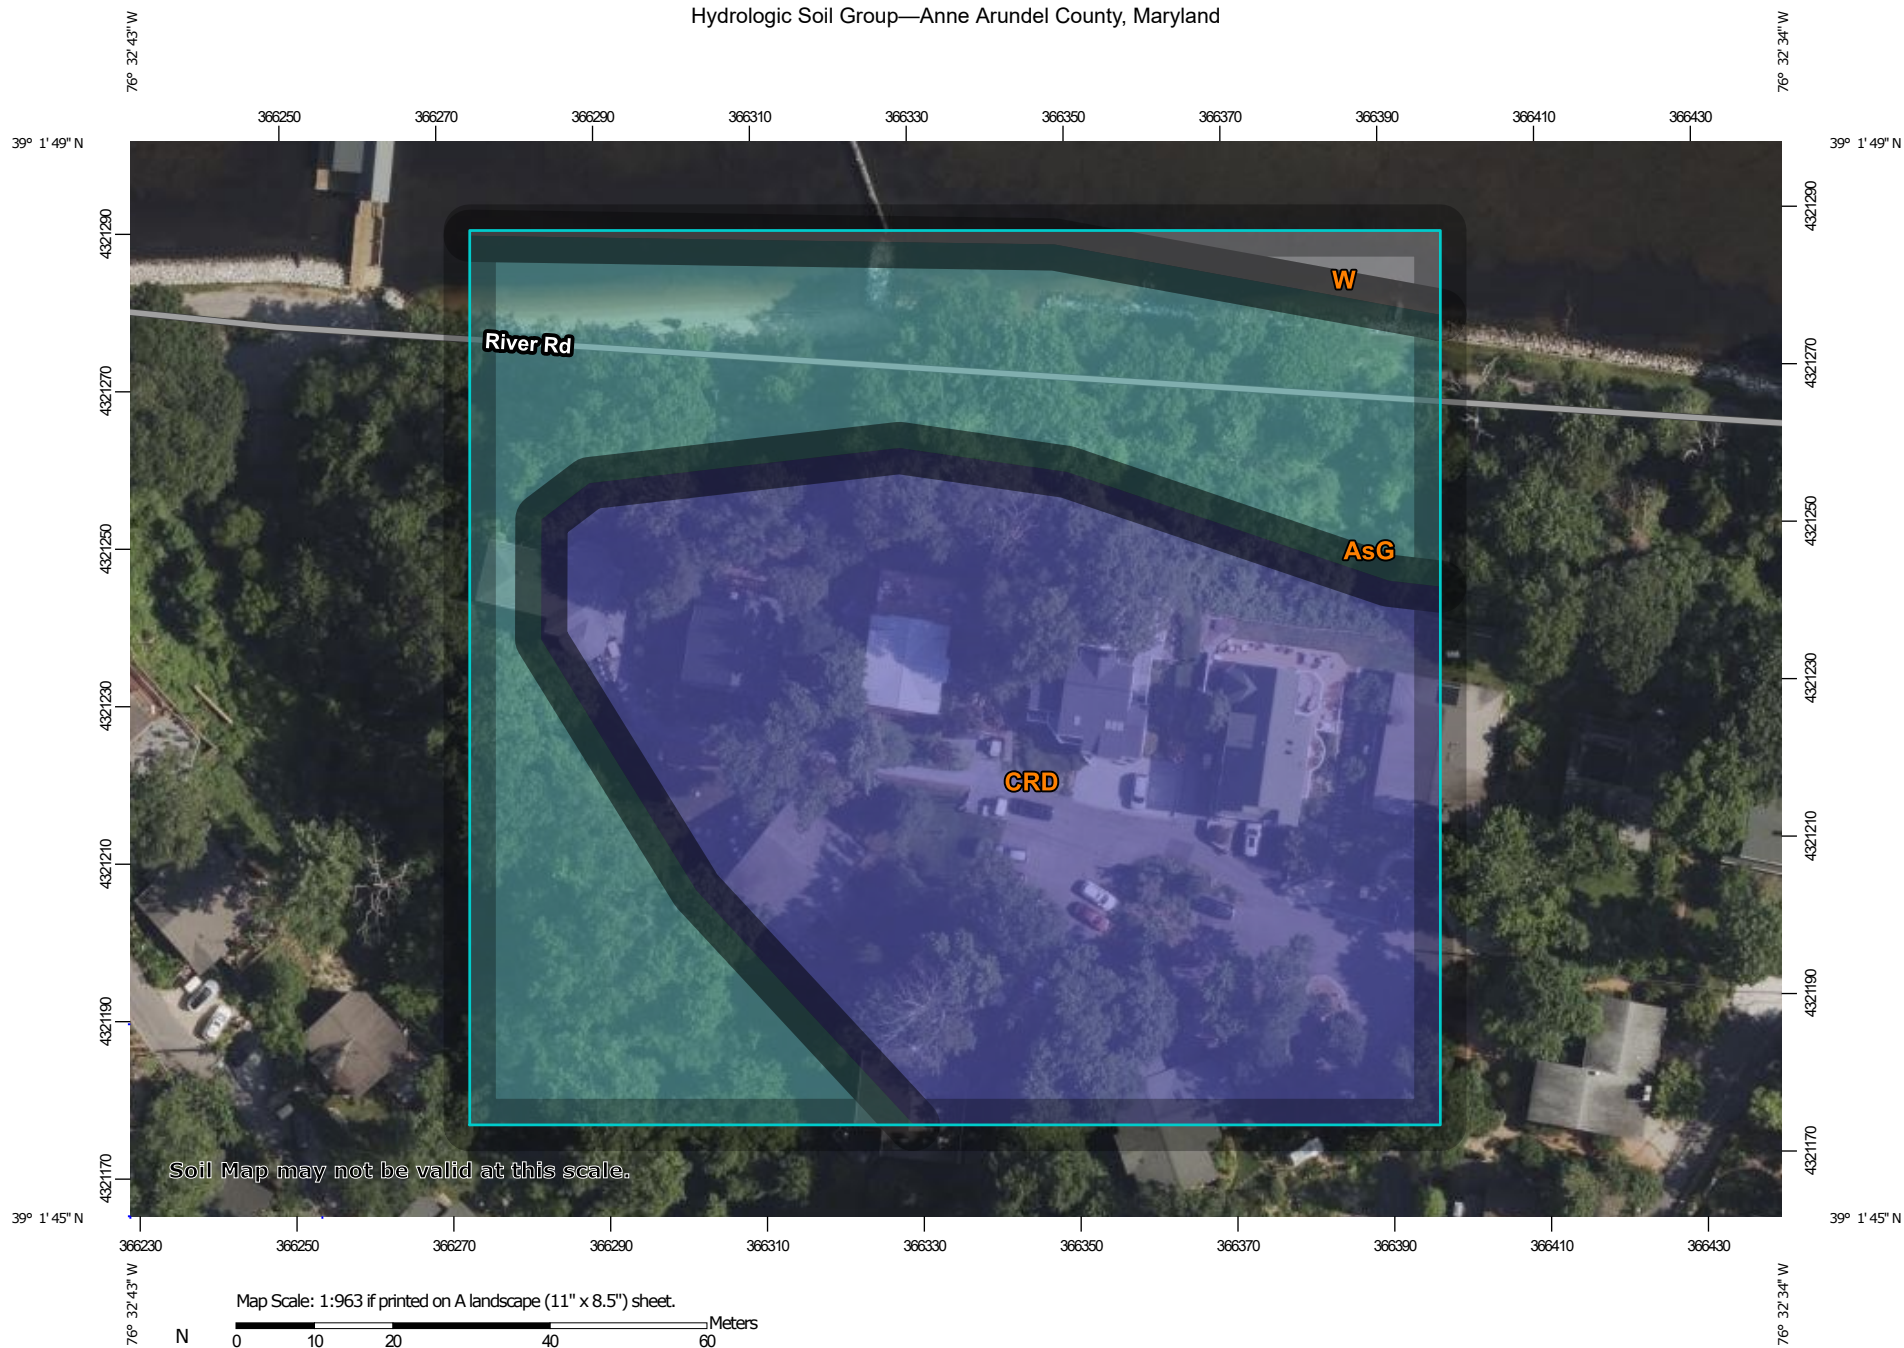 Hydrologic Soil Group—Anne Arundel County, Maryland
76° 32' 43'' W
76° 32' 34'' W
366250 366270 366290 366310 366330 366350 366370 366390 366410 366430
39° 1' 49'' N
39° 1' 49'' N
4321290
4321290
W
River Rd
4321270
4321270
4321250
4321250
AsG
4321230
4321230
CRD
4321210
4321210
4321190
4321190
4321170
4321170
Soil Map may not be valid at this scale.
39° 1' 45'' N
39° 1' 45'' N
366230 366250 366270 366290 366310 366330 366350 366370 366390 366410 366430
76° 32' 43'' W
76° 32' 34'' W
Map Scale: 1:963 if printed on A landscape (11" x 8.5") sheet.
Meters
N
0 10 20 40 60